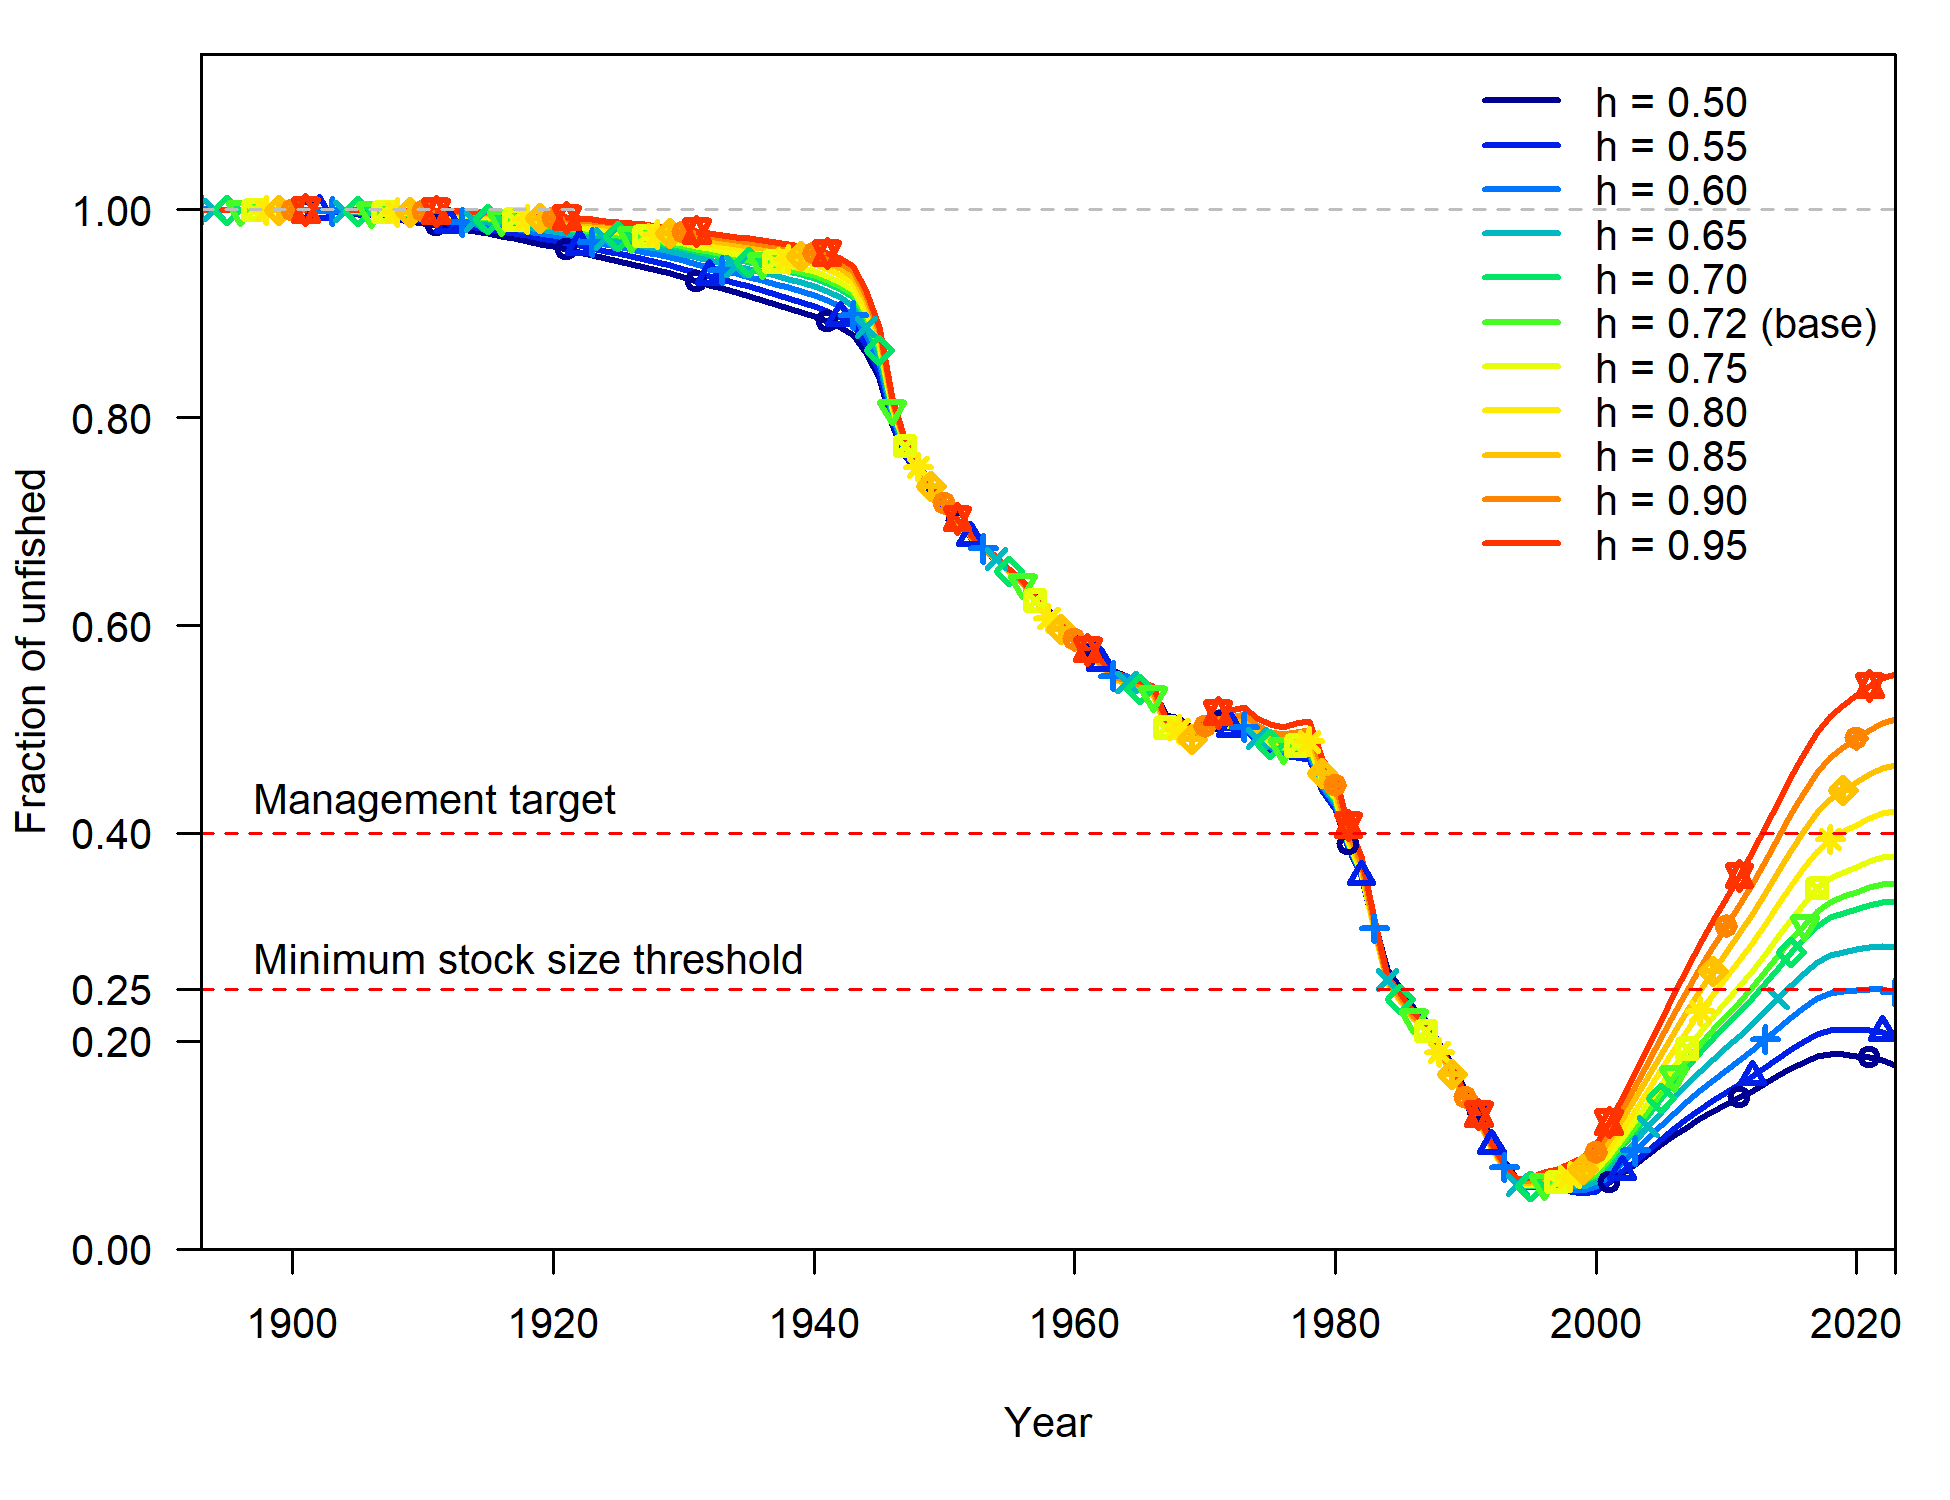 h = 0.50
h = 0.55
h = 0.60
h = 0.65
h = 0.70
h = 0.72 (base)
h = 0.75
h = 0.80
h = 0.85
h = 0.90
h = 0.95
Fraction of unfished
1.00
0.80
0.60
0.40
0.25
0.20
0.00
Management target
Minimum stock size threshold
1900 1920 1940 1960 1980 2000 2020
Year